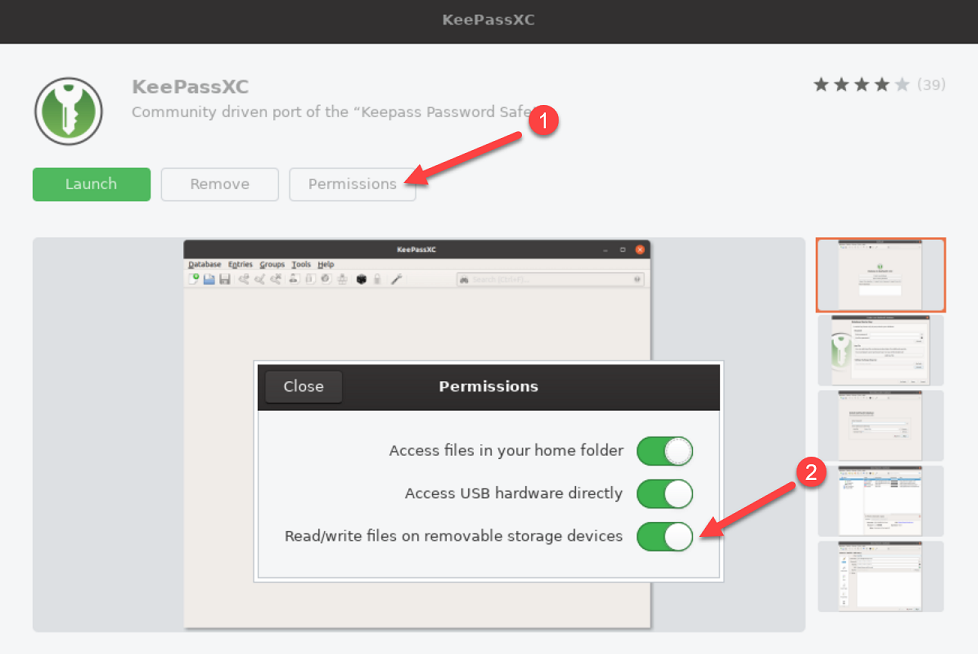 KeePassXC
KeePassXC
Community driven port of the “Keepass Password Safe”
(39)
1
Launch
Remove
Permissions
KeePassXC
Database Entries Groups Tools Help
Close
Permissions
Access files in your home folder
2
Access USB hardware directly
Read/write files on removable storage devices